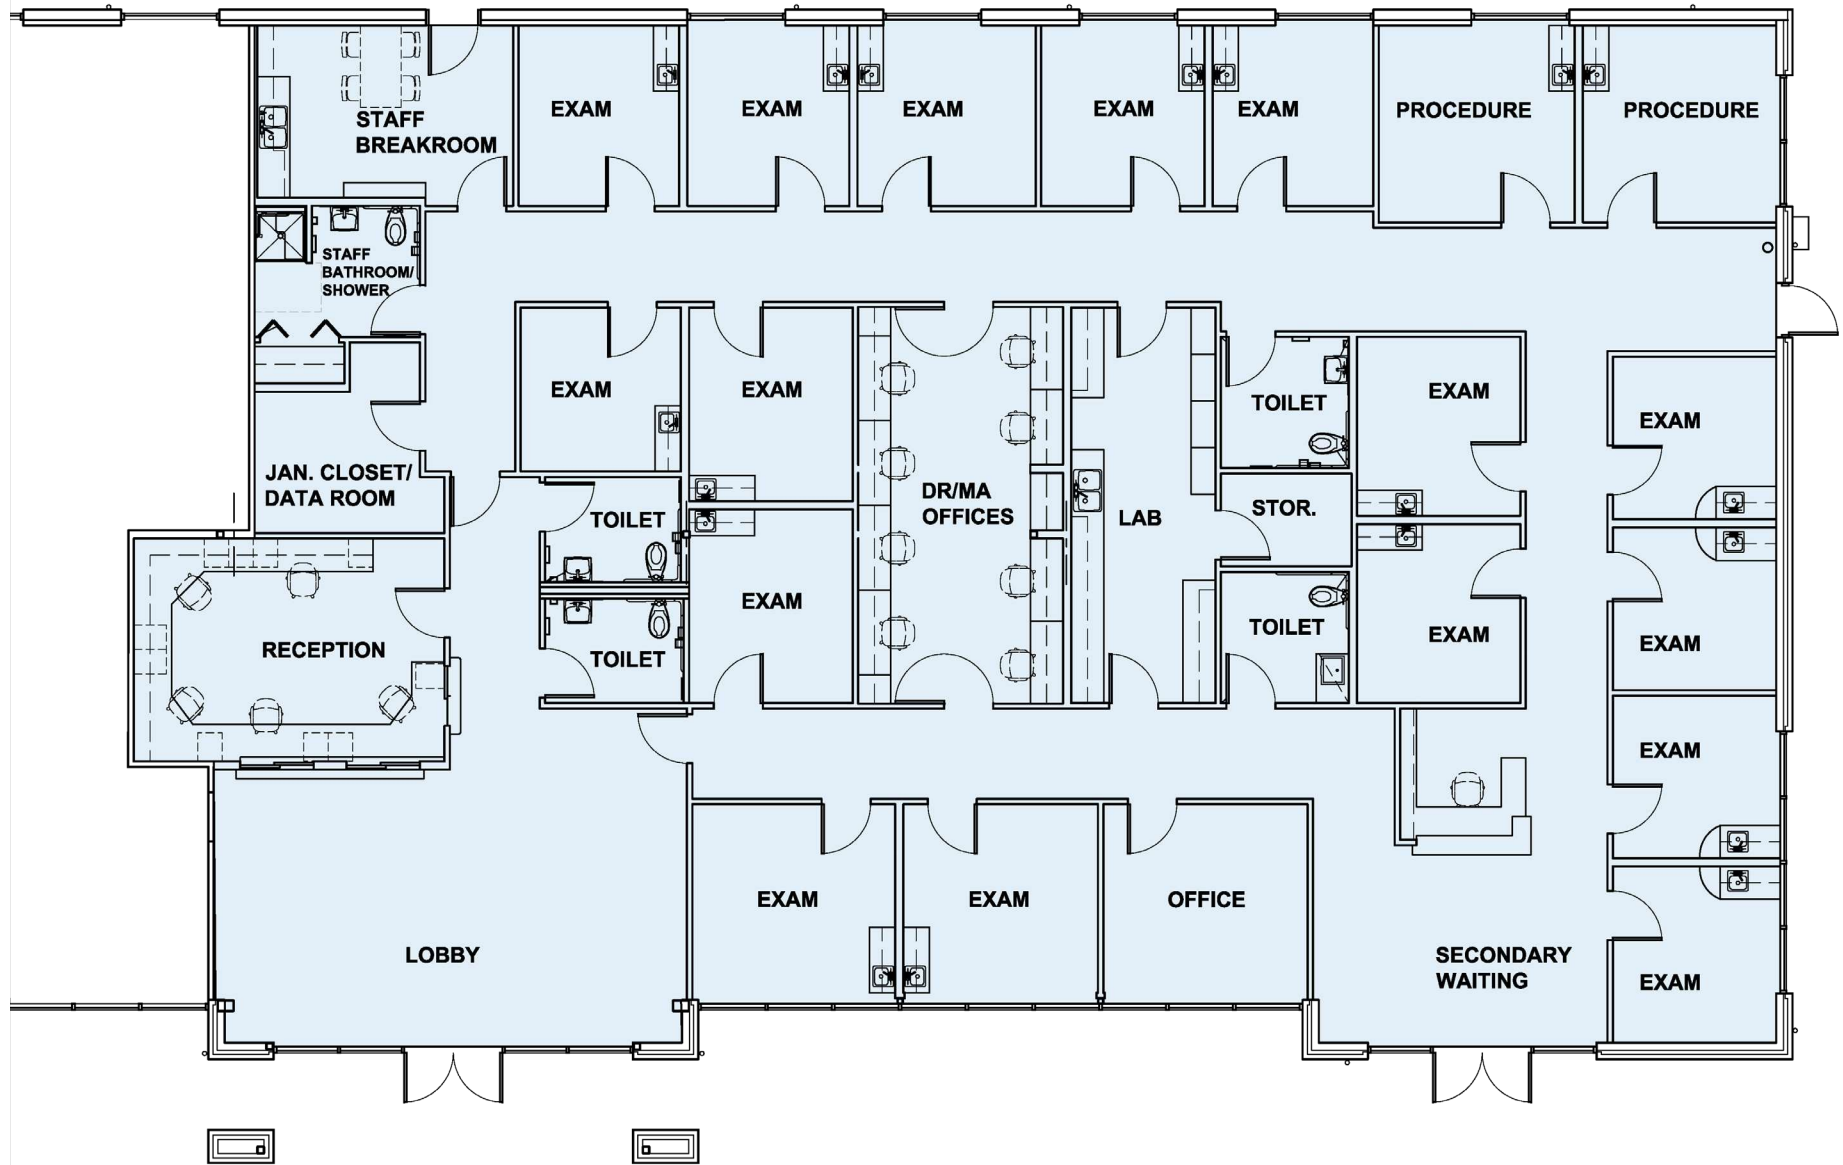 STAFF
BREAKROOM
EXAM
EXAM
EXAM
EXAM
EXAM
PROCEDURE
PROCEDURE
STAFF
BATHROOM/
SHOWER
EXAM
EXAM
TOILET
EXAM
EXAM
JAN. CLOSET/
DATA ROOM
TOILET
DR/MA
OFFICES
LAB
STOR.
RECEPTION
TOILET
EXAM
TOILET
EXAM
EXAM
EXAM
EXAM
EXAM
OFFICE
LOBBY
SECONDARY
WAITING
EXAM